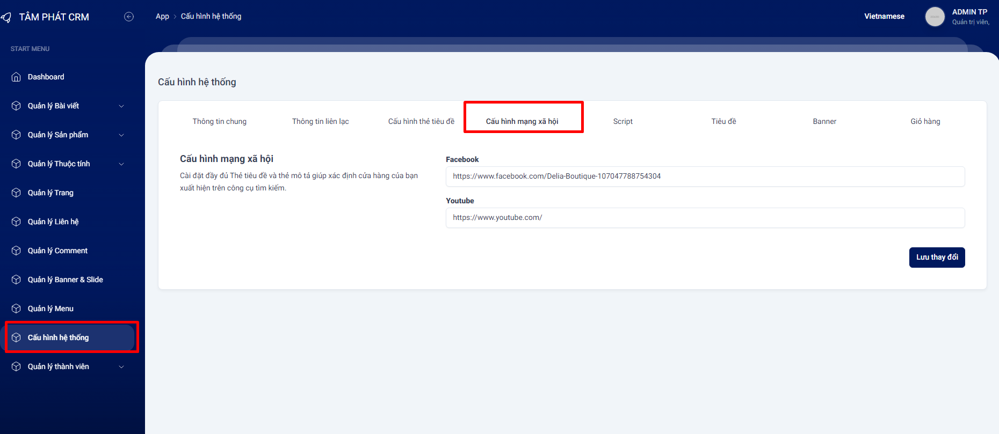 TÂM PHÁT CRM
App > Cấu hình hệ thống
Vietnamese
ADMIN TP
Quản trị viên,
START MENU
Dashboard
Quản lý Bài viết
Quản lý Sản phẩm
Quản lý Thuộc tính
Quản lý Trang
Quản lý Liên hệ
Quản lý Comment
Quản lý Banner & Slide
Quản lý Menu
Cấu hình hệ thống
Quản lý thành viên
Cấu hình hệ thống
Thông tin chung
Thông tin liên lạc
Cấu hình thẻ tiêu đề
Cấu hình mạng xã hội
Script
Tiêu đề
Banner
Giỏ hàng
Cấu hình mạng xã hội
Cài đặt đầy đủ Thẻ tiêu đề và thẻ mô tả giúp xác định cửa hàng của bạn
xuất hiện trên công cụ tìm kiếm.
Facebook
https://www.facebook.com/Delia-Boutique-107047788754304
Youtube
https://www.youtube.com/
Lưu thay đổi